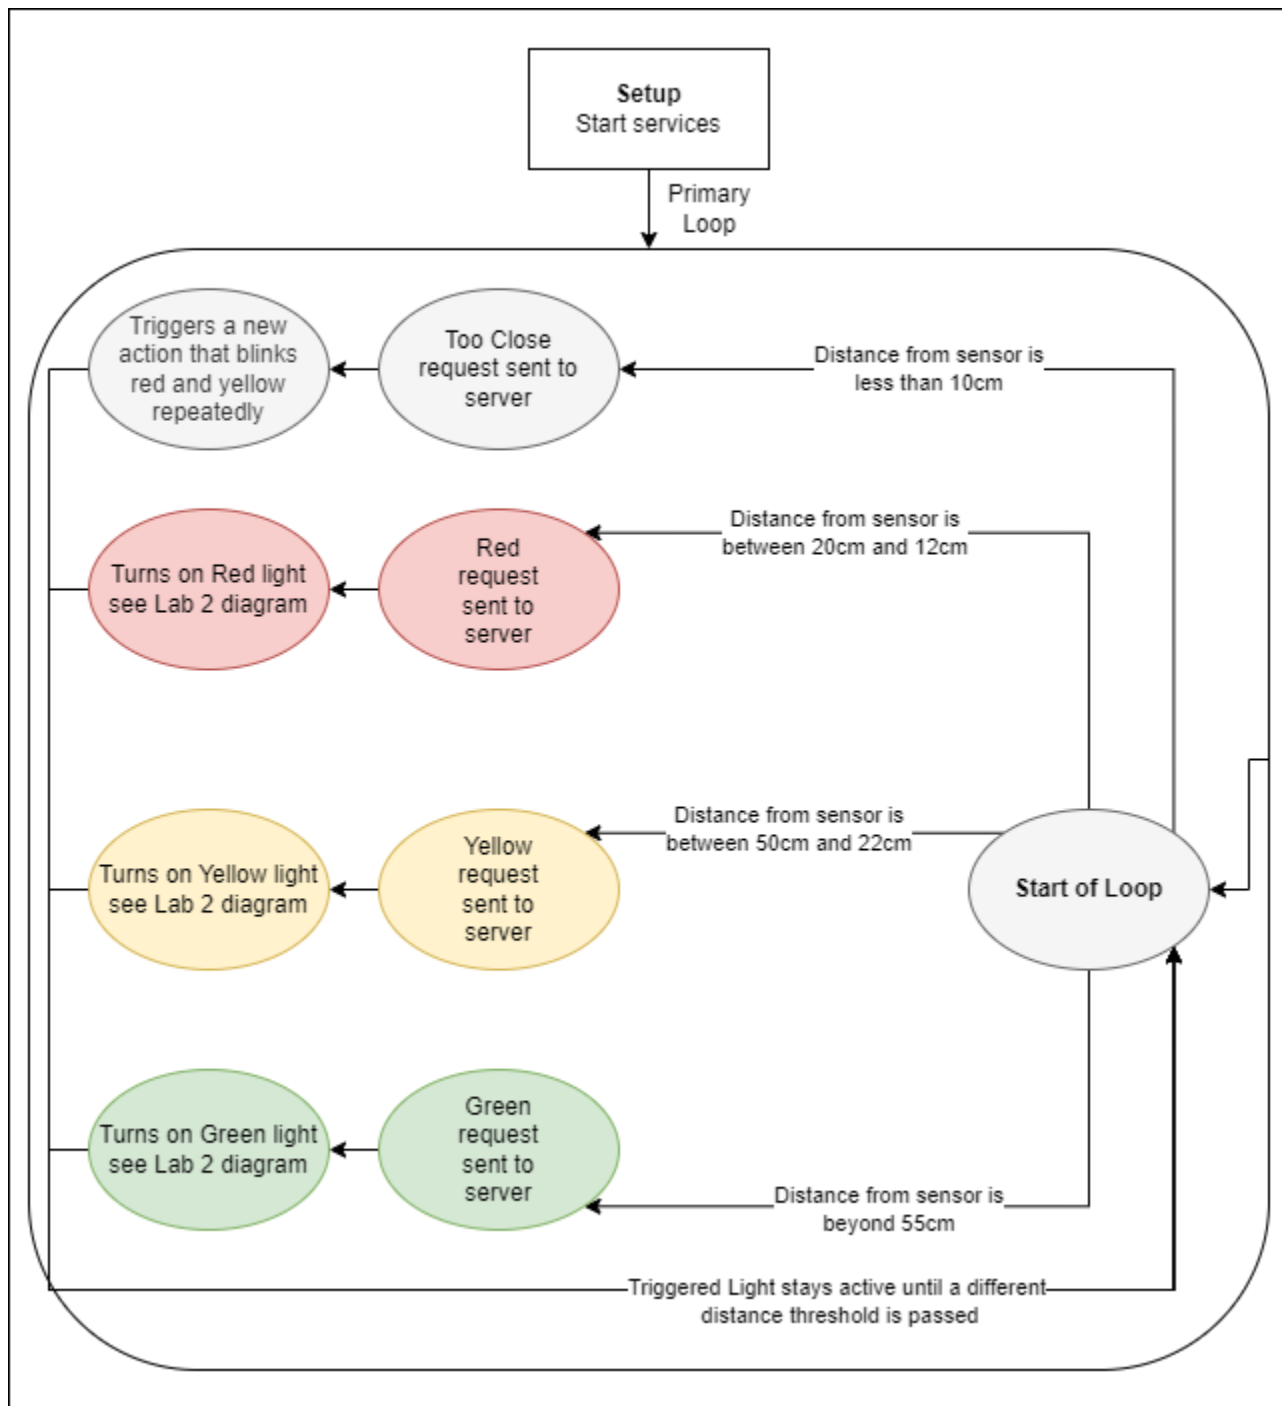 Setup
Start services
Primary
Loop
Triggers a new
action that blinks
red and yellow
repeatedly
Too Close
request sent to
server
Distance from sensor is
less than 10cm
Turns on Red light
see Lab 2 diagram
Red
request
sent to
server
Distance from sensor is
between 20cm and 12cm
Turns on Yellow light
see Lab 2 diagram
Yellow
request
sent to
server
Distance from sensor is
between 50cm and 22cm
Start of Loop
Turns on Green light
see Lab 2 diagram
Green
request
sent to
server
Distance from sensor is
beyond 55cm
Triggered Light stays active until a different
distance threshold is passed